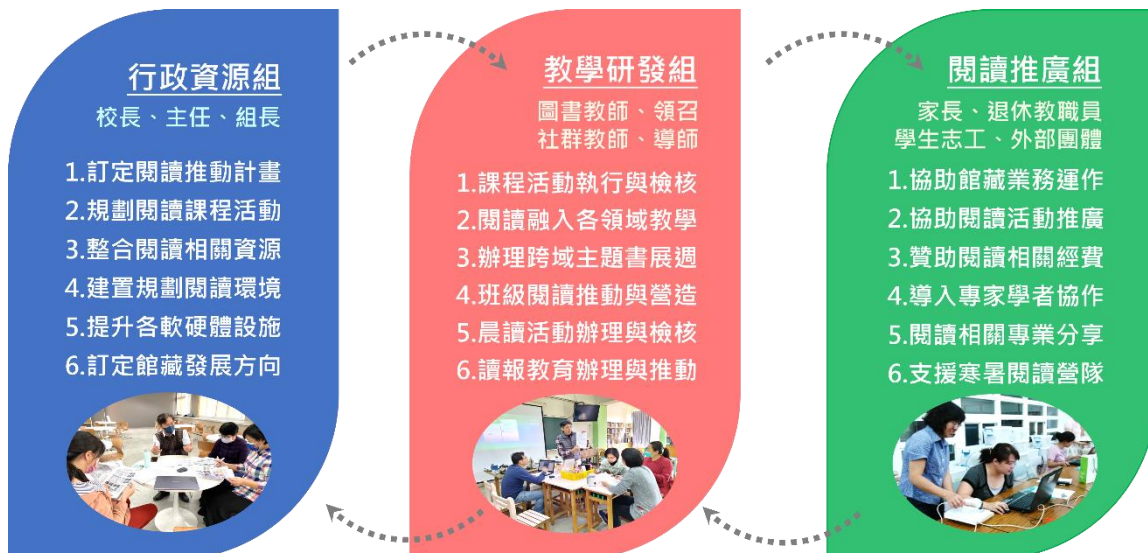 行政資源組
校長、主任、組長
1.訂定閱讀推動計畫
2.規劃閱讀課程活動
3.整合閱讀相關資源
4.建置規劃閱讀環境
5.提升各軟硬體設施
6.訂定館藏發展方向
教學研發組
圖書教師、領召
社群教師、導師
1.課程活動執行與檢核
2.閱讀融入各領域教學
3.辦理跨域主題書展週
4.班級閱讀推動與營造
5.晨讀活動辦理與檢核
6.讀報教育辦理與推動
閱讀推廣組
家長、退休教職員
學生志工、外部團體
1.協助館藏業務運作
2.協助閱讀活動推廣
3.贊助閱讀相關經費
4.導入專家學者協作
5.閱讀相關專業分享
6.支援寒暑閱讀營隊